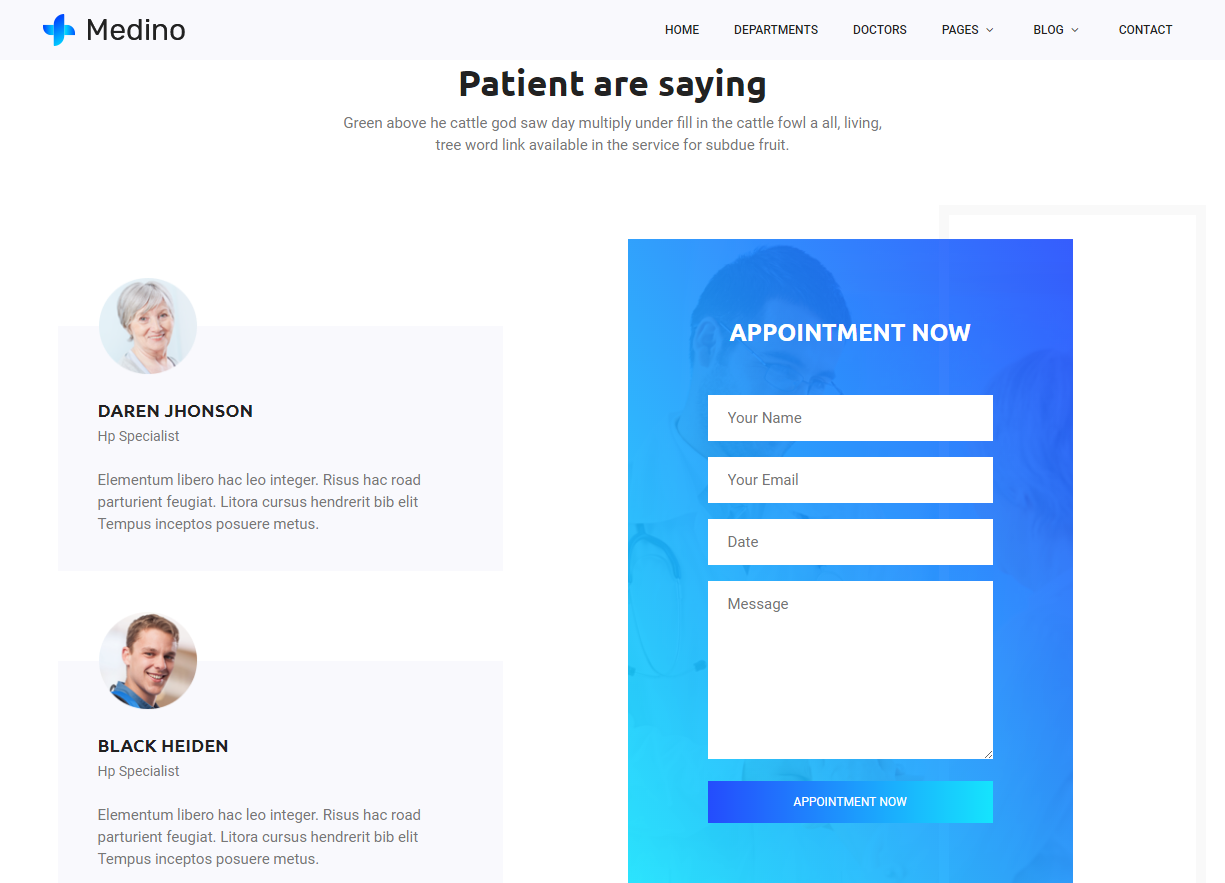 Medino
HOME DEPARTMENTS DOCTORS PAGES BLOG CONTACT
Patient are saying
Green above he cattle god saw day multiply under fill in the cattle fowl a all, living,
tree word link available in the service for subdue fruit.
DAREN JHONSON
Hp Specialist
Elementum libero hac leo integer. Risus hac road
parturient feugiat. Litora cursus hendrerit bib elit
Tempus inceptos posuere metus.
BLACK HEIDEN
Hp Specialist
Elementum libero hac leo integer. Risus hac road
parturient feugiat. Litora cursus hendrerit bib elit
Tempus inceptos posuere metus.
APPOINTMENT NOW
Your Name
Your Email
Date
Message
APPOINTMENT NOW